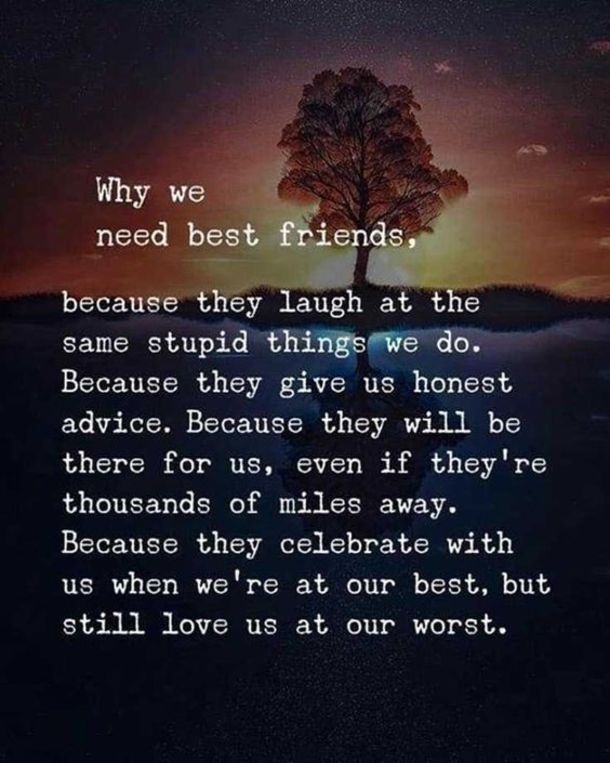 Why we
need best friends,
because they laugh at the
same stupid things we do.
Because they give us honest
advice. Because they will be
there for us, even if they're
thousands of miles away.
Because they celebrate with
us when we're at our best, but
still love us at our worst.